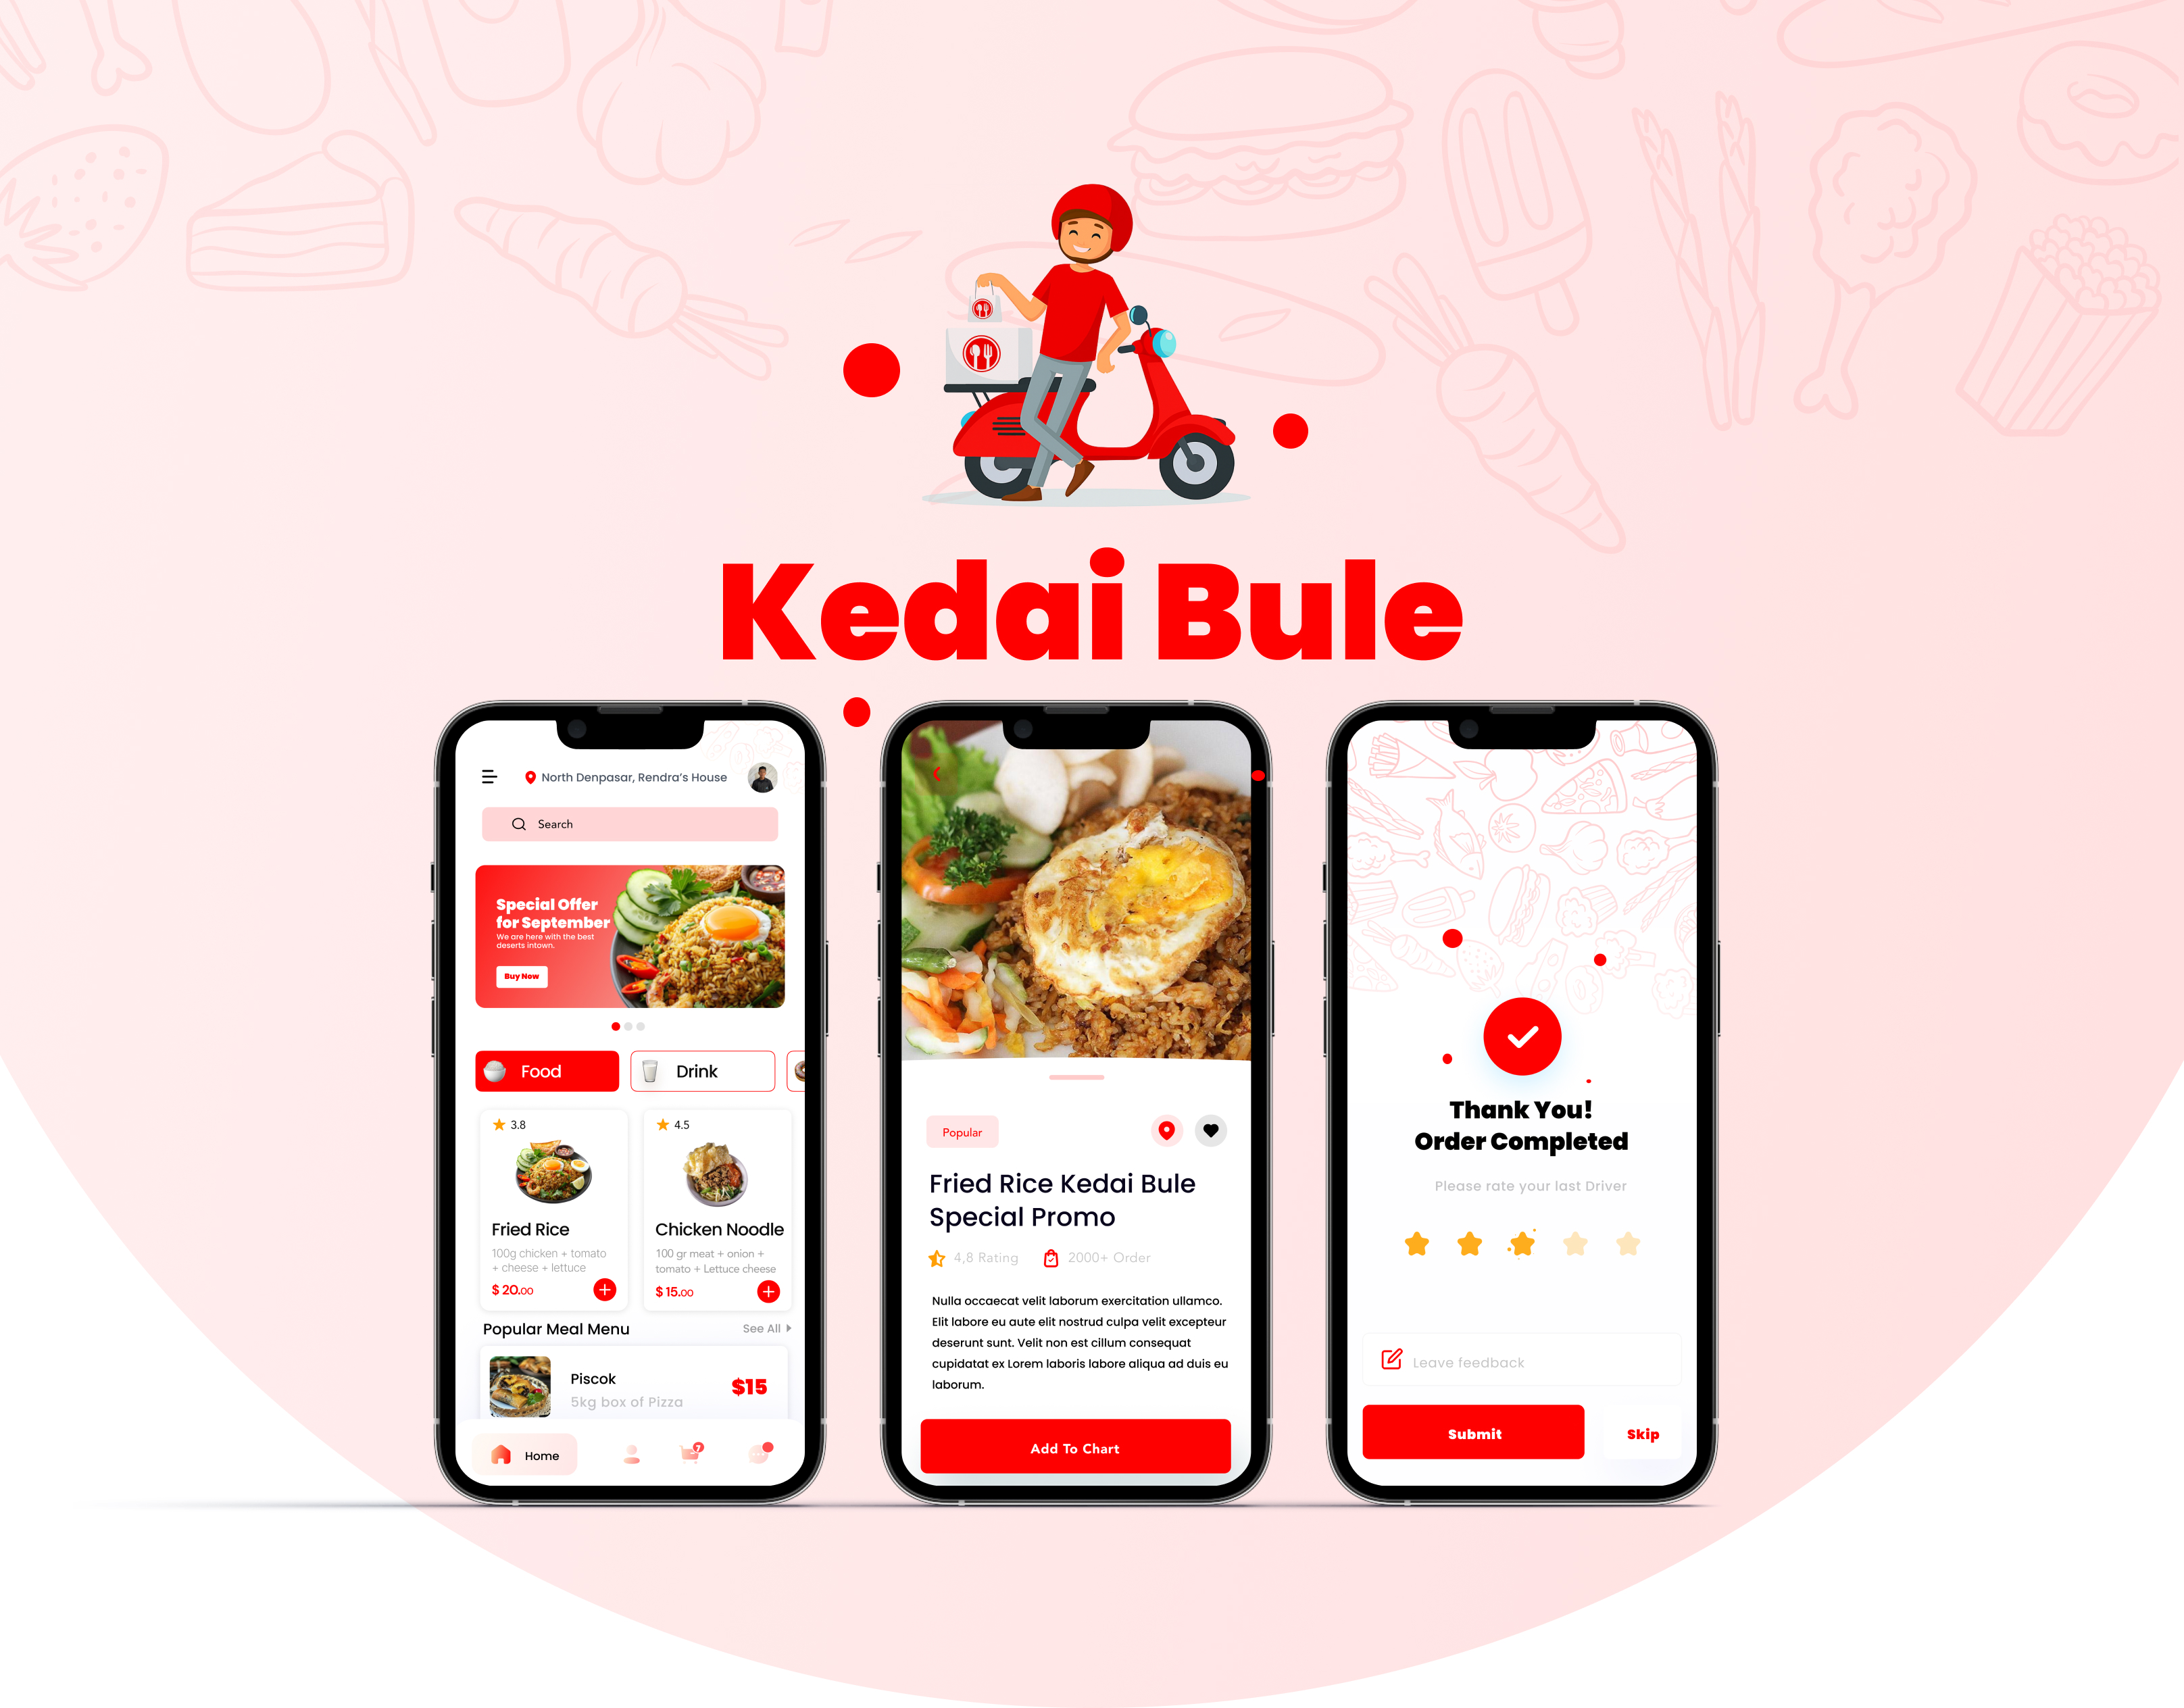 Kedai Bule
North Denpasar, Rendra's House
Search
Special Offer
for September
We are here with the best
deserts intown.
Buy Now
Food
Drink
3.8
4.5
Fried Rice
100g chicken + tomato
+ cheese + lettuce
$ 20.00
Chicken Noodle
100 gr meat + onion +
tomato + Lettuce cheese
$ 15.00
Popular Meal Menu
See All
Piscok
5kg box of Pizza
$15
Home
7
Popular
Fried Rice Kedai Bule
Special Promo
4,8 Rating
2000+ Order
Nulla occaecat velit laborum exercitation ullamco.
Elit labore eu aute elit nostrud culpa velit excepteur
deserunt sunt. Velit non est cillum consequat
cupidatat ex Lorem laboris labore aliqua ad duis eu
laborum.
Add To Chart
Thank You!
Order Completed
Please rate your last Driver
Leave feedback
Submit
Skip